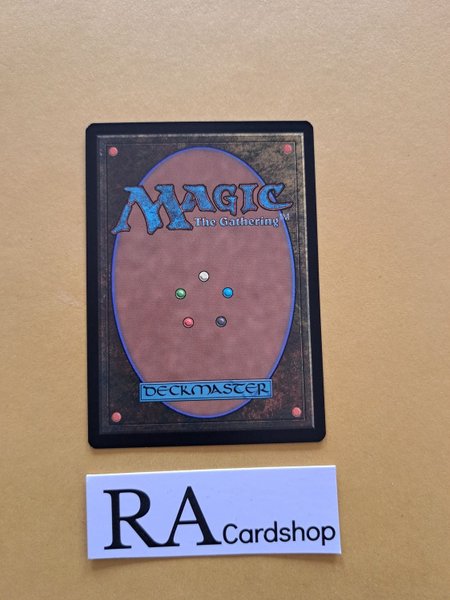 MAGIC
The Gathering
DECKMASTER
RA Cardshop